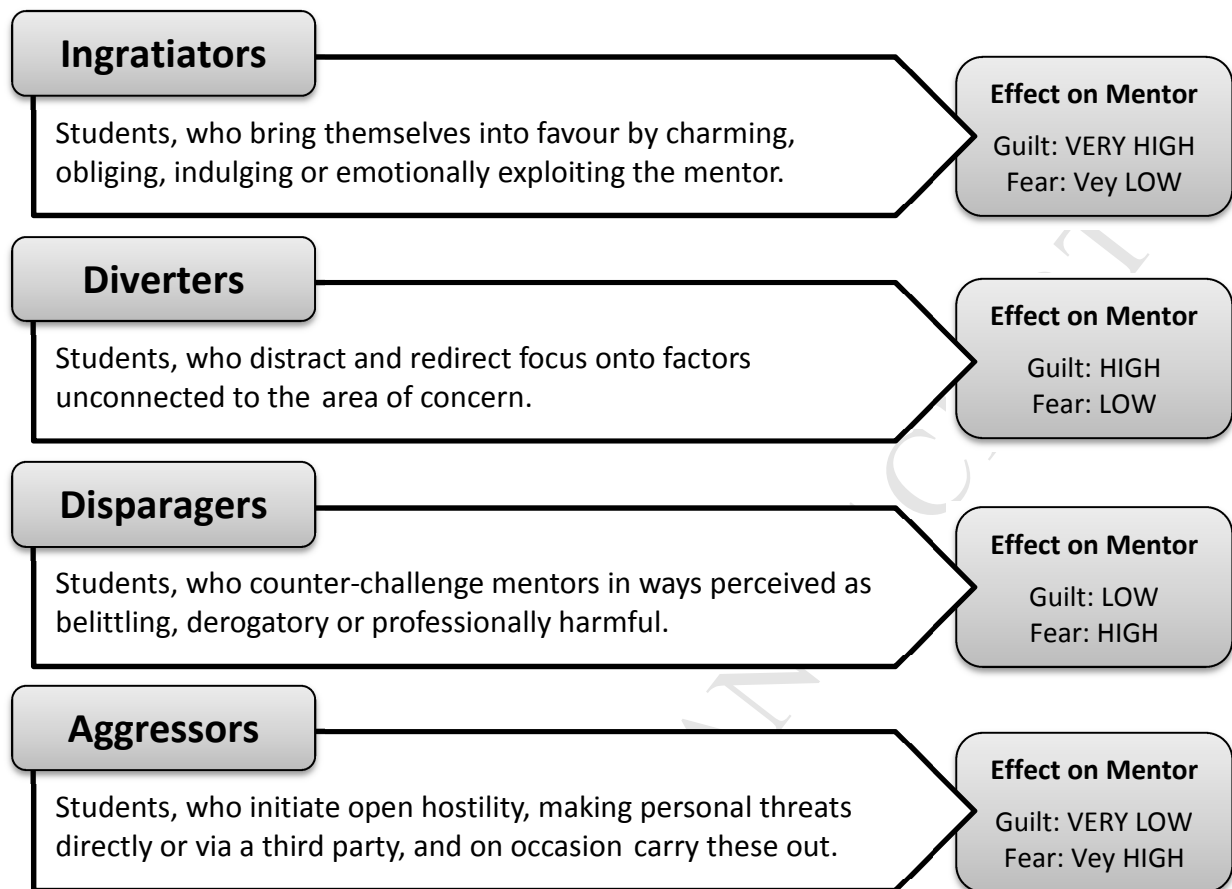 Ingratiators
Students, who bring themselves into favour by charming,
obliging, indulging or emotionally exploiting the mentor.
Effect on Mentor
Guilt: VERY HIGH
Fear: Vey LOW
Diverters
Students, who distract and redirect focus onto factors
unconnected to the area of concern.
Effect on Mentor
Guilt: HIGH
Fear: LOW
Disparagers
Students, who counter-challenge mentors in ways perceived as
belittling, derogatory or professionally harmful.
Effect on Mentor
Guilt: LOW
Fear: HIGH
Aggressors
Students, who initiate open hostility, making personal threats
directly or via a third party, and on occasion carry these out.
Effect on Mentor
Guilt: VERY LOW
Fear: Vey HIGH